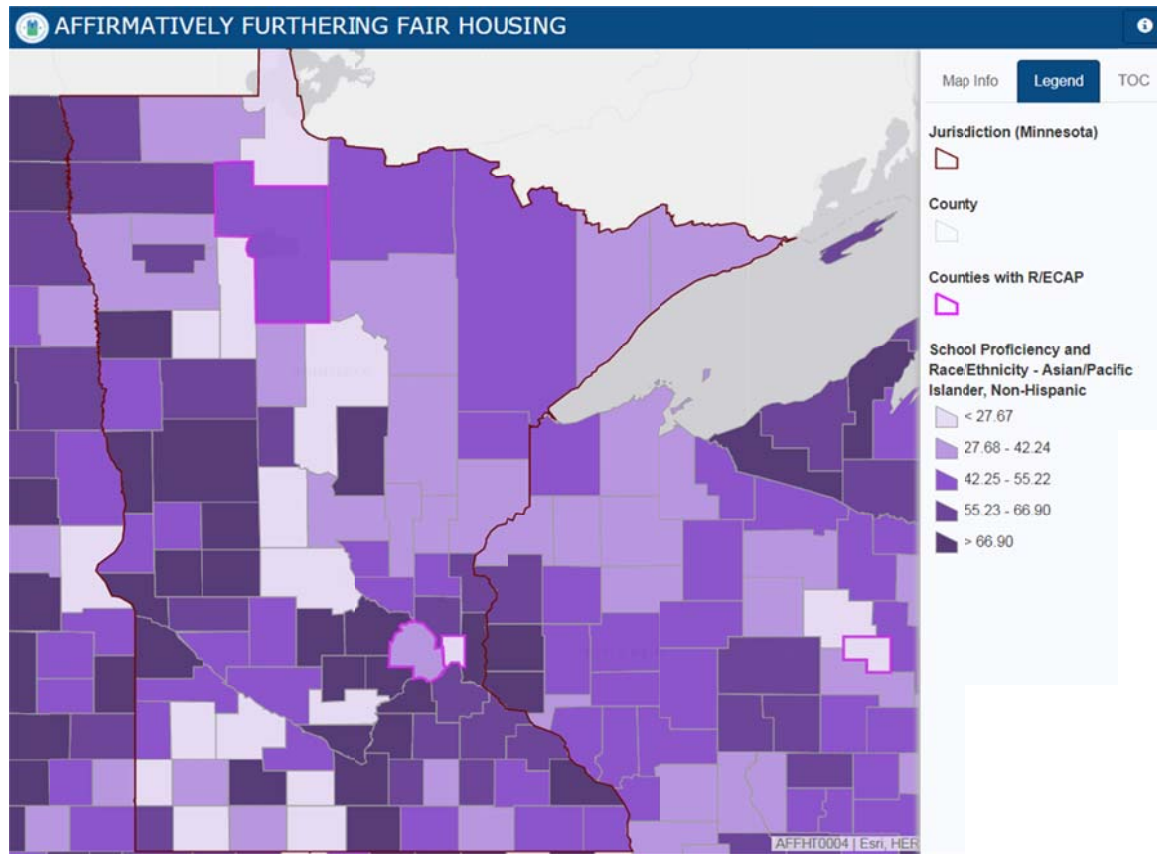 AFFIRMATIVELY FURTHERING FAIR HOUSING
Map Info
Legend
TOC
Jurisdiction (Minnesota)
County
Counties with R/ECAP
School Proficiency and
Race/Ethnicity - Asian/Pacific
Islander, Non-Hispanic
< 27.67
27.68 - 42.24
42.25 - 55.22
55.23 - 66.90
> 66.90
AFFHT0004 | Esri, HER